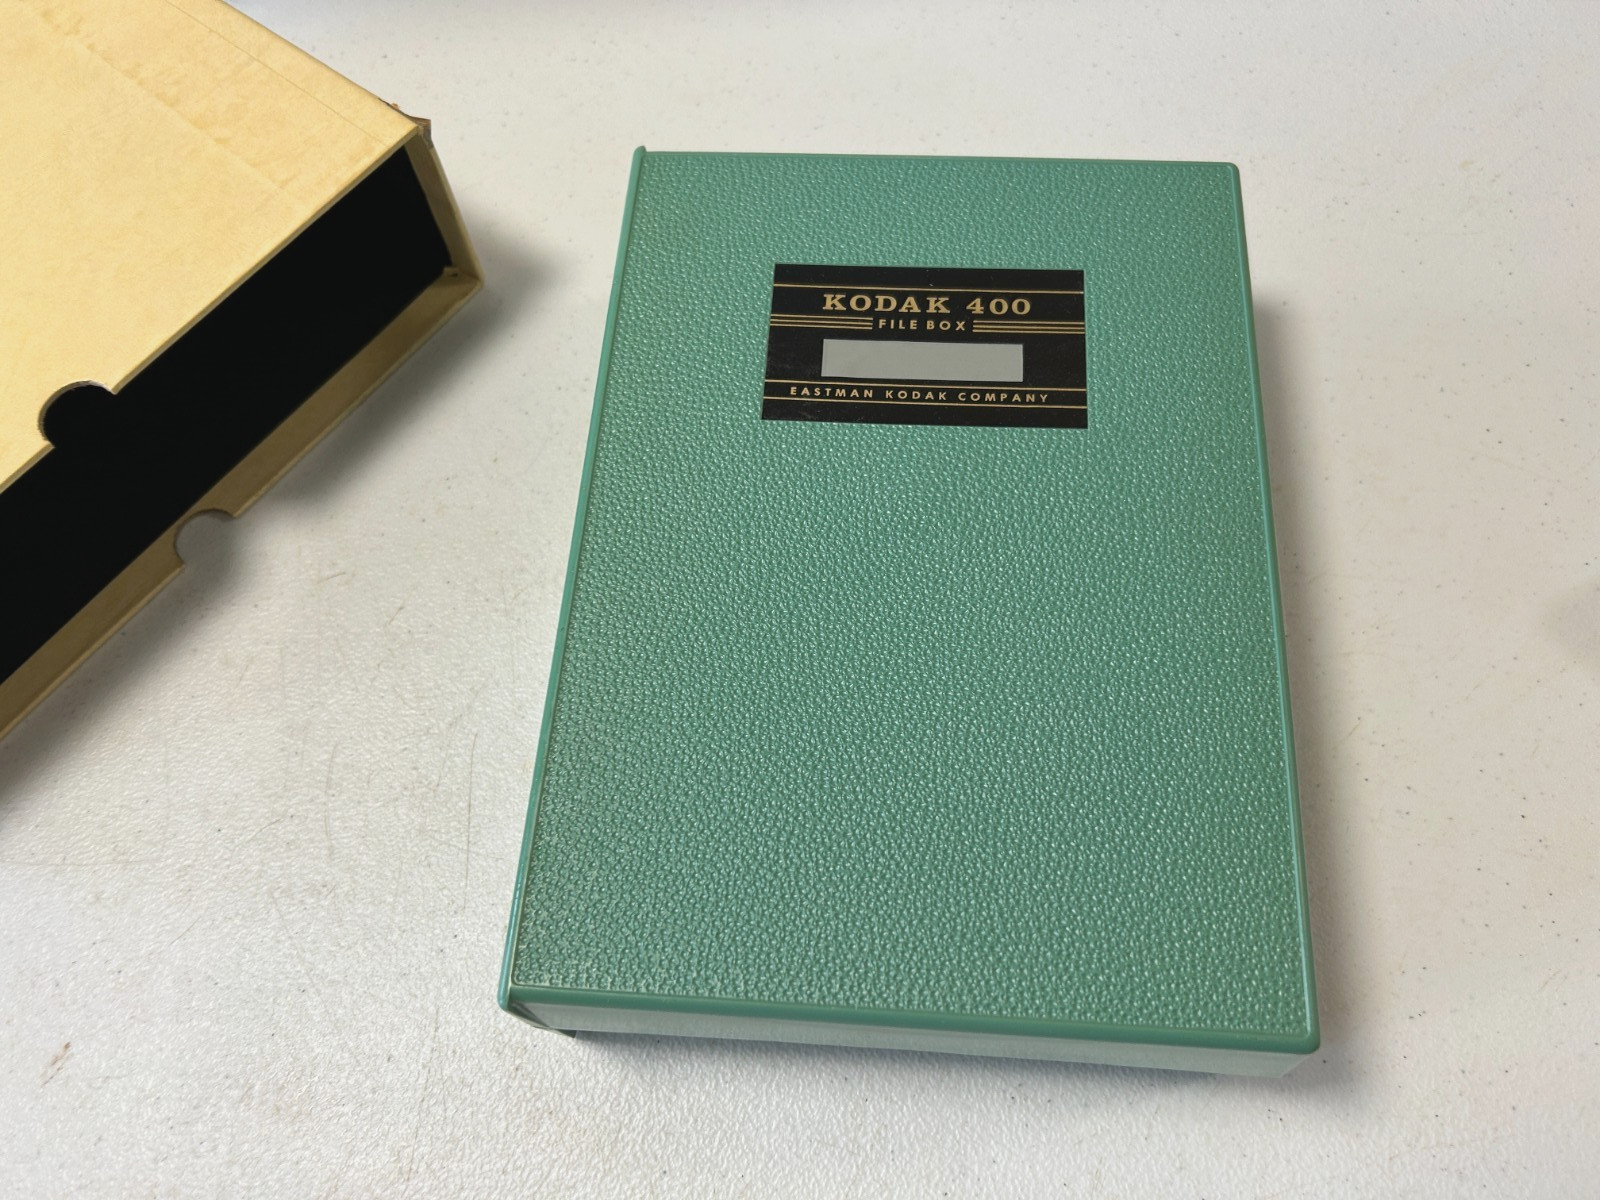 KODAK 400
FILE BOX
EASTMAN KODAK COMPANY